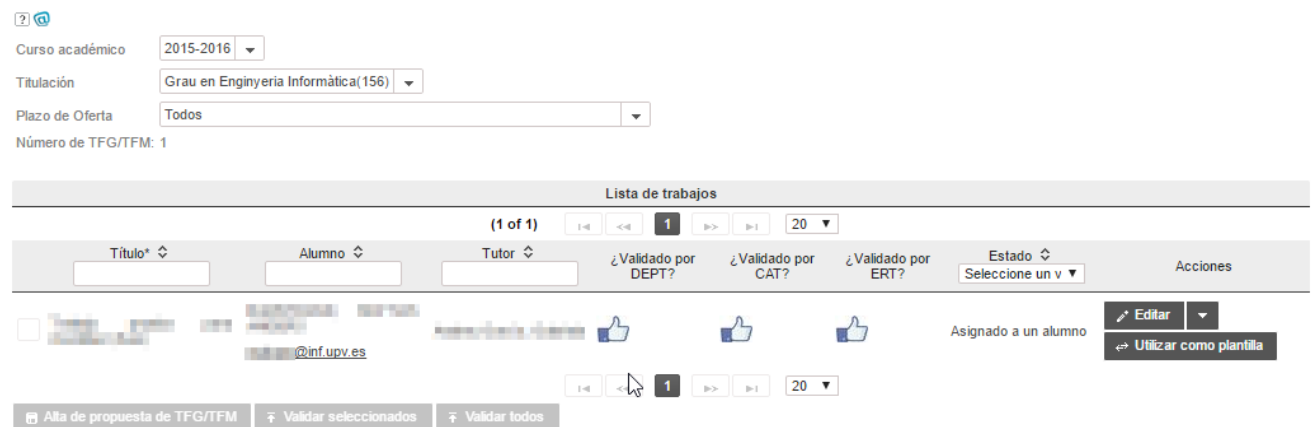 ?
Curso académico 2015-2016
Titulación Grau en Enginyeria Informàtica(156)
Plazo de Oferta Todos
Número de TFG/TFM: 1
Lista de trabajos
(1 of 1) 1 20
Título* Alumno Tutor ¿Validado por DEPT? ¿Validado por CAT? ¿Validado por ERT? Estado Acciones
Seleccione un v
@inf.upv.es
Asignado a un alumno
Editar
Utilizar como plantilla
1 20
Alta de propuesta de TFG/TFM Validar seleccionados Validar todos